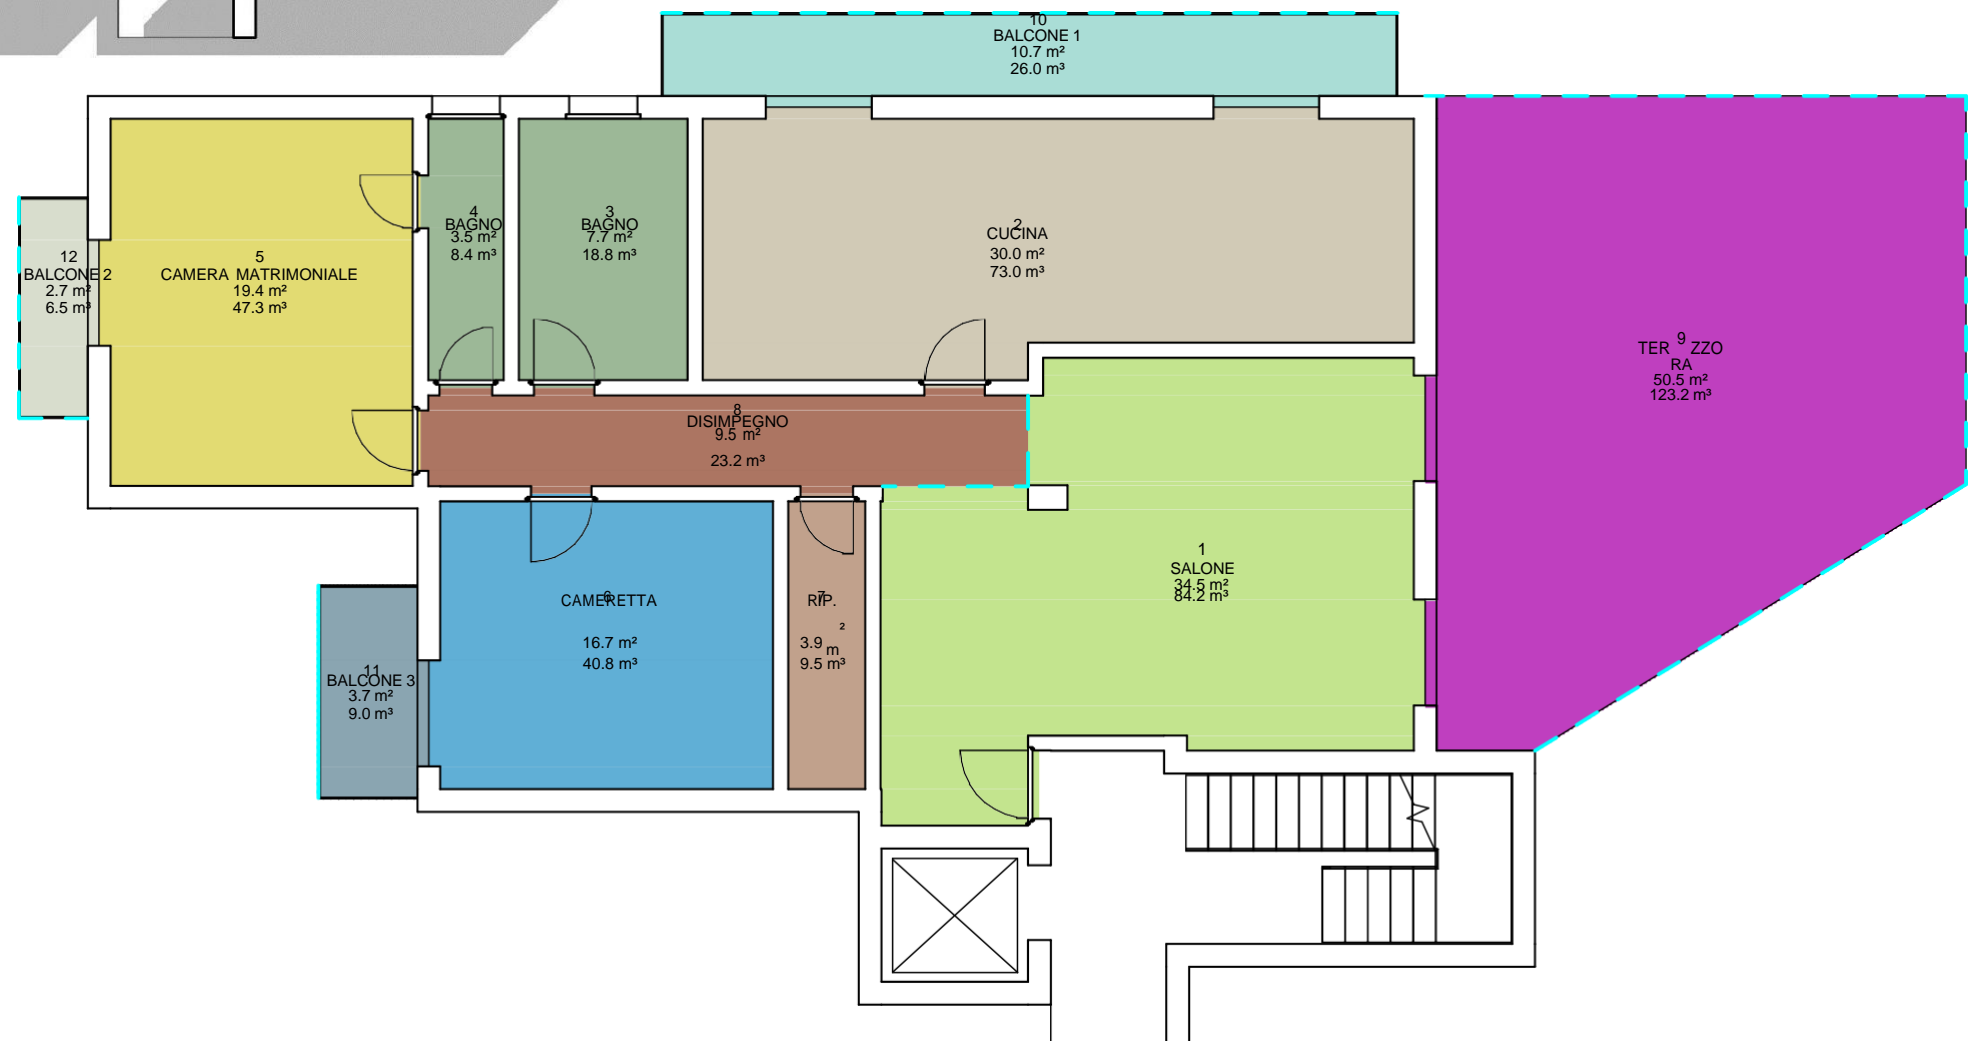 10
BALCONE 1
10.7 m²
26.0 m³
4
BAGNO
3.5 m²
8.4 m³
3
BAGNO
7.7 m²
18.8 m³
2
CUCINA
30.0 m²
73.0 m³
12
BALCONE 2
2.7 m²
6.5 m³
5
CAMERA MATRIMONIALE
19.4 m²
47.3 m³
9
TER ZZO
RA
50.5 m²
123.2 m³
8
DISIMPEGNO
9.5 m²
23.2 m³
1
SALONE
34.5 m²
84.2 m³
6
CAMERETTA
16.7 m²
40.8 m³
7
RIP.
3.9 m²
9.5 m³
11
BALCONE 3
3.7 m²
9.0 m³